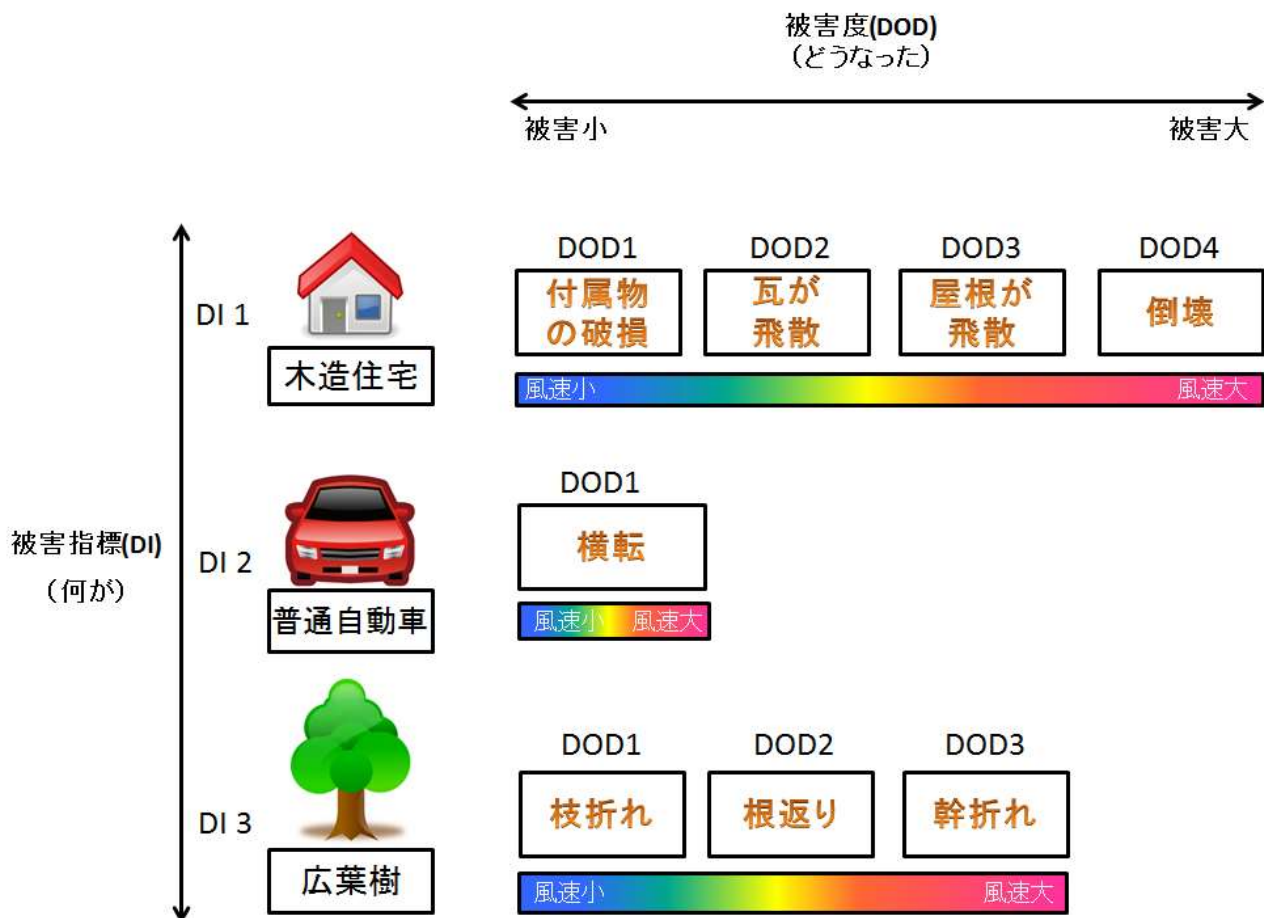 被害度(DOD)
（どうなった）
被害小
被害大
DOD1
DOD2
DOD3
DOD4
DI 1
付属物
の破損
瓦が
飛散
屋根が
飛散
倒壊
木造住宅
風速小
風速大
DOD1
被害指標(DI)
（何が）
DI 2
横転
普通自動車
風速小
風速大
DOD1
DOD2
DOD3
DI 3
枝折れ
根返り
幹折れ
広葉樹
風速小
風速大